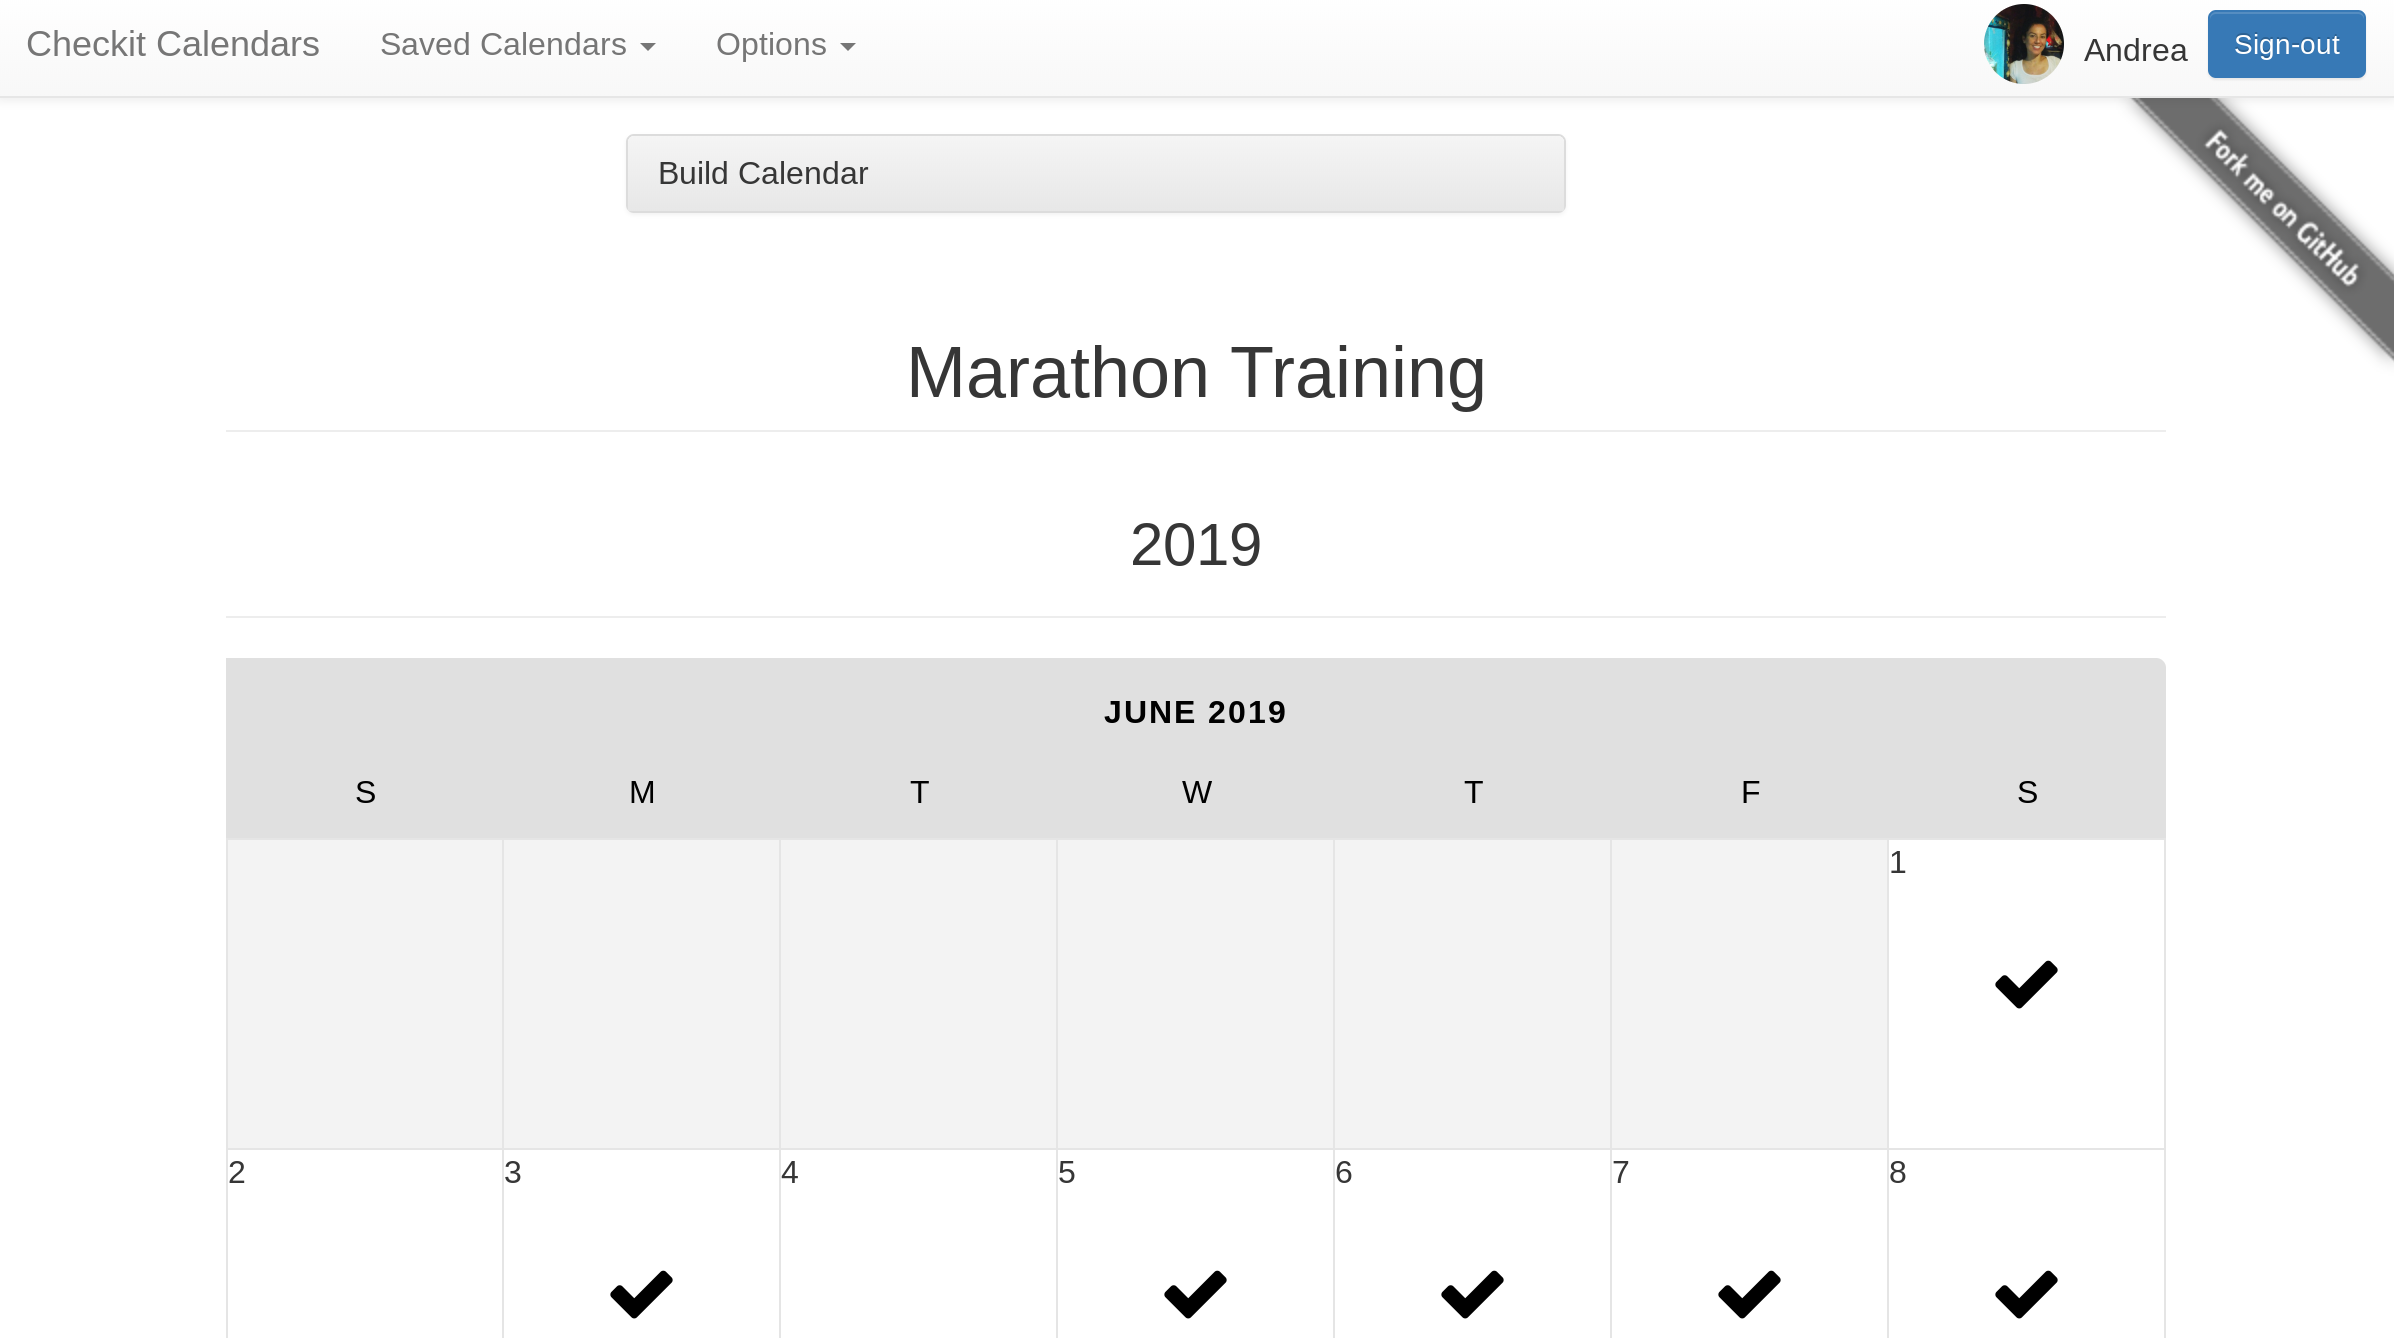 Checkit Calendars Saved Calendars Options Andrea Sign-out
Fork me on GitHub
Build Calendar
Marathon Training
2019
JUNE 2019
S M T W T F S
1
2 3 4 5 6 7 8